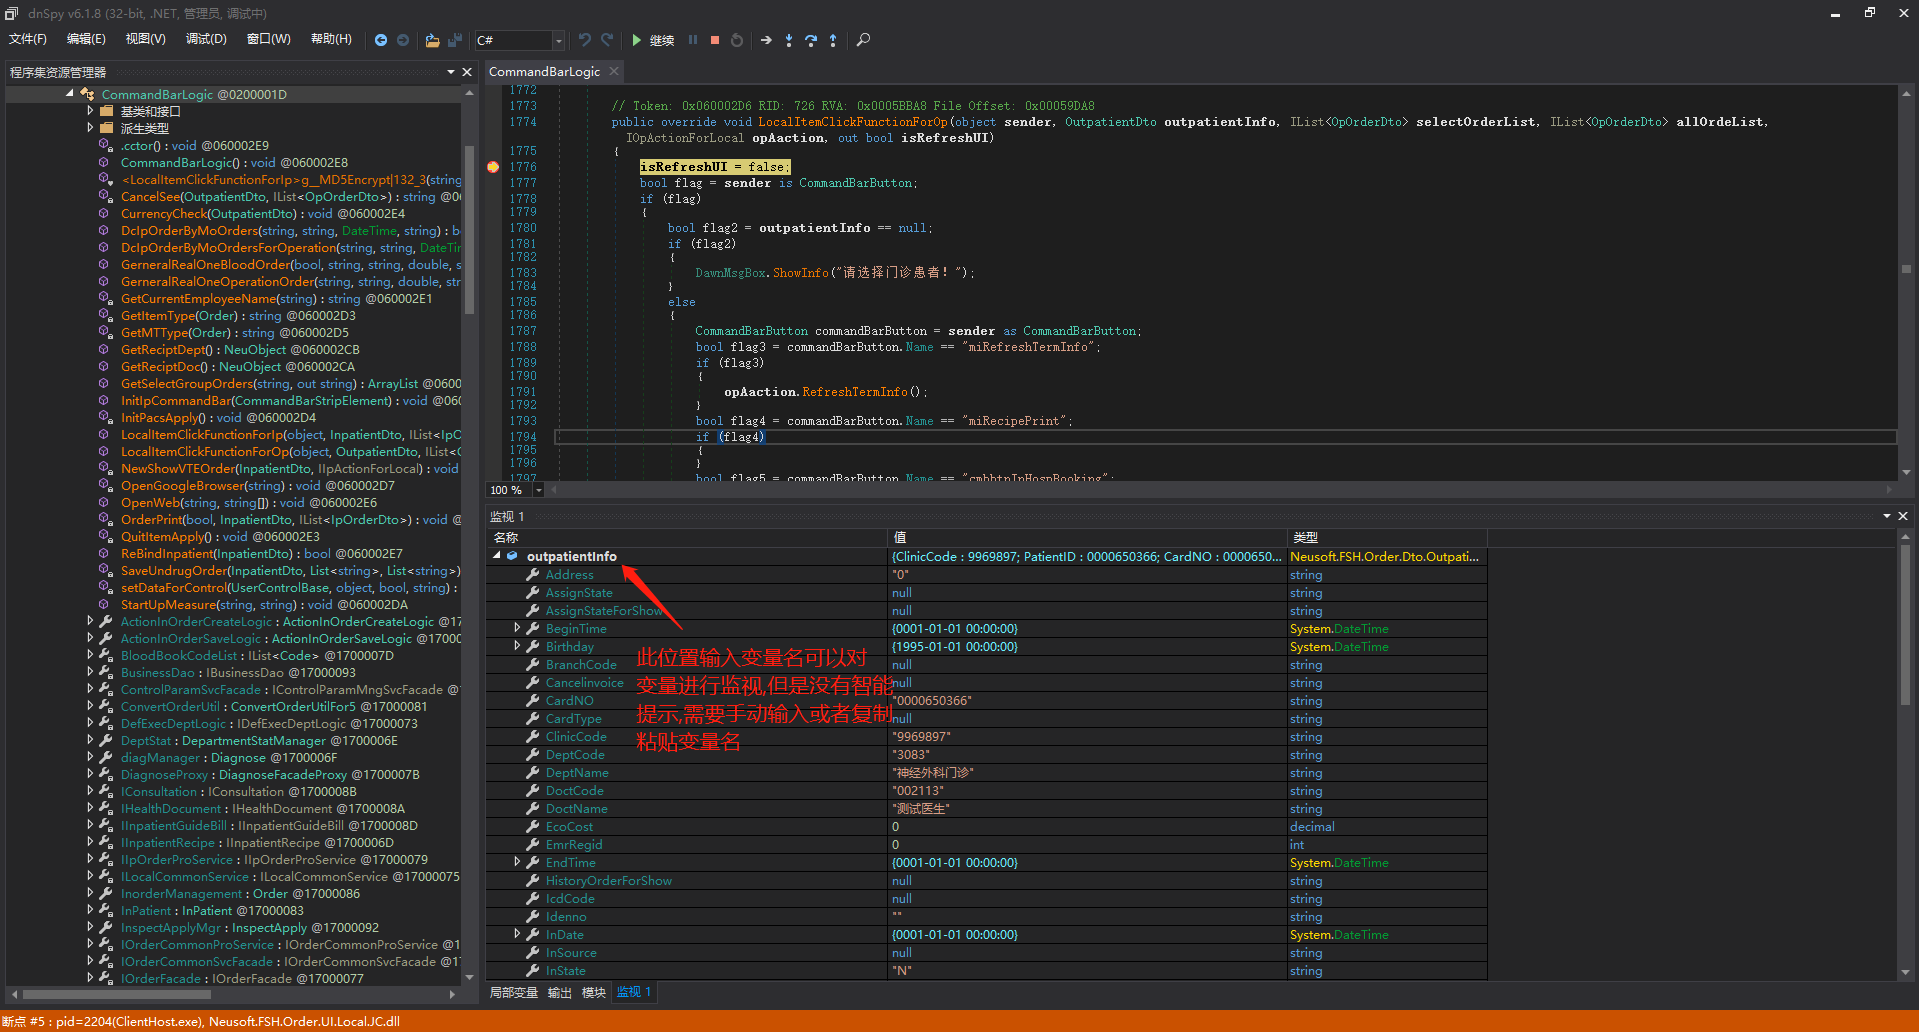 dnSpy v6.1.8 (32-bit, .NET, 管理员, 调试中)
文件(F) 编辑(E) 视图(V) 调试(D) 窗口(W) 帮助(H) C# 继续
程序集资源管理器
CommandBarLogic @0200001D
基类和接口
派生类型
.cctor() : void @060002E9
CommandBarLogic() : void @060002E8
<LocalItemClickFunctionForIp>g__MD5Encrypt|132_3(string
CancelSee(OutpatientDto, IList<OpOrderDto>) : string @0
CurrencyCheck(OutpatientDto) : void @060002E4
DcIpOrderByMoOrders(string, string, DateTime, string) : b
DcIpOrderByMoOrdersForOperation(string, string, DateTi
GerneralRealOneBloodOrder(bool, string, string, double, s
GerneralRealOneOperationOrder(string, string, double, str
GetCurrentEmployeeName(string) : string @060002E1
GetItemType(Order) : string @060002D3
GetMTType(Order) : string @060002D5
GetReciptDept() : NeuObject @060002CB
GetReciptDoc() : NeuObject @060002CA
GetSelectGroupOrders(string, out string) : ArrayList @0600
InitIpCommandBar(CommandBarStripElement) : void @060
InitPacsApply() : void @060002D4
LocalItemClickFunctionForIp(object, InpatientDto, IList<IpO
LocalItemClickFunctionForOp(object, OutpatientDto, IList<
NewShowVTEOrder(InpatientDto, IIpActionForLocal) : void
OpenGoogleBrowser(string) : void @060002D7
OpenWeb(string, string[]) : void @060002E6
OrderPrint(bool, InpatientDto, IList<IpOrderDto>) : void @
QuitItemApply() : void @060002E3
ReBindInpatient(InpatientDto) : bool @060002E7
SaveUndrugOrder(InpatientDto, List<string>, List<string>)
setDataForControl(UserControlBase, object, bool, string) :
StartUpMeasure(string, string) : void @060002DA
ActionInOrderCreateLogic : ActionInOrderCreateLogic @17
ActionInOrderSaveLogic : ActionInOrderSaveLogic @17000
BloodBookCodeList : IList<Code> @1700007D
BusinessDao : IBusinessDao @17000093
ControlParamSvcFacade : IControlParamMngSvcFacade @
ConvertOrderUtil : ConvertOrderUtilFor5 @17000081
DefExecDeptLogic : IDefExecDeptLogic @17000073
DeptStat : DepartmentStatManager @1700006E
diagManager : Diagnose @1700006F
DiagnoseProxy : DiagnoseFacadeProxy @1700007B
IConsultation : IConsultation @1700008B
IHealthDocument : IHealthDocument @1700008A
IInpatientGuideBill : IInpatientGuideBill @1700008D
IInpatientRecipe : IInpatientRecipe @1700006D
IIpOrderProService : IIpOrderProService @17000079
ILocalCommonService : ILocalCommonService @17000075
InorderManagement : Order @17000086
InPatient : InPatient @17000083
InspectApplyMgr : InspectApply @17000092
IOrderCommonProService : IOrderCommonProService @1
IOrderCommonSvcFacade : IOrderCommonSvcFacade @17
IOrderFacade : IOrderFacade @17000077
CommandBarLogic
1772
1773 // Token: 0x060002D6 RID: 726 RVA: 0x0005BBA8 File Offset: 0x00059DA8
1774 public override void LocalItemClickFunctionForOp(object sender, OutpatientDto outpatientInfo, IList<OpOrderDto> selectOrderList, IList<OpOrderDto> allOrdeList,
IOpActionForLocal opAaction, out bool isRefreshUI)
1775 {
1776 isRefreshUI = false;
1777 bool flag = sender is CommandBarButton;
1778 if (flag)
1779 {
1780 bool flag2 = outpatientInfo == null;
1781 if (flag2)
1782 {
1783 DawnMsgBox.ShowInfo("请选择门诊患者! ");
1784 }
1785 else
1786 {
1787 CommandBarButton commandBarButton = sender as CommandBarButton;
1788 bool flag3 = commandBarButton.Name == "miRefreshTermInfo";
1789 if (flag3)
1790 {
1791 opAaction.RefreshTermInfo();
1792 }
1793 bool flag4 = commandBarButton.Name == "miRecipePrint";
1794 if (flag4)
1795 {
1796 }
1797 bool flag5 = commandBarButton.Name == "cmbbtnInHospBooking";
100 %
监视 1
名称 值 类型
outpatientInfo {ClinicCode : 9969897; PatientID : 0000650366; CardNO : 0000650... Neusoft.FSH.Order.Dto.Outpati...
Address "0" string
AssignState null string
AssignStateForShow null string
BeginTime {0001-01-01 00:00:00} System.DateTime
Birthday {1995-01-01 00:00:00} System.DateTime
BranchCode null string
Cancelinvoice null string
CardNO "0000650366" string
CardType null string
ClinicCode "9969897" string
DeptCode "3083" string
DeptName "神经外科门诊" string
DoctCode "002113" string
DoctName "测试医生" string
EcoCost 0 decimal
EmrRegid 0 int
EndTime {0001-01-01 00:00:00} System.DateTime
HistoryOrderForShow null string
IcdCode null string
Idenno "" string
InDate {0001-01-01 00:00:00} System.DateTime
InSource null string
InState "N" string
此位置输入变量名可以对
变量进行监视,但是没有智能
提示,需要手动输入或者复制
粘贴变量名
局部变量 输出 模块 监视 1
断点 #5 : pid=2204(ClientHost.exe), Neusoft.FSH.Order.UI.Local.JC.dll